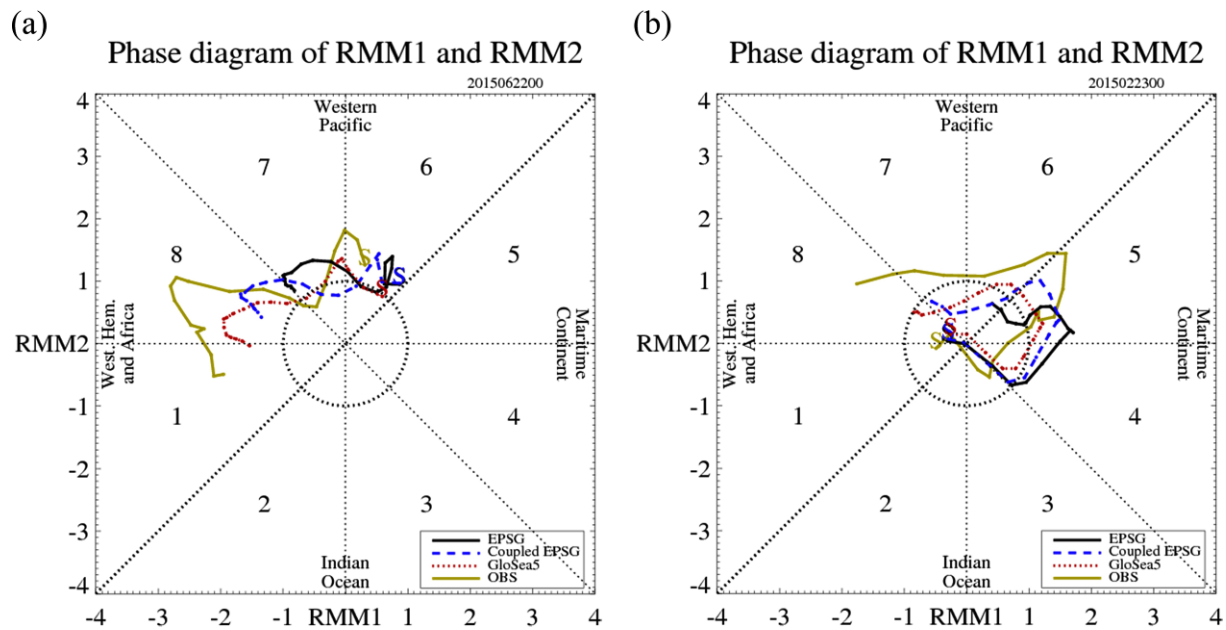 (a)
Phase diagram of RMM1 and RMM2
2015062200
4
3
2
1
RMM2
-1
-2
-3
-4
Western
Pacific
7
6
8
5
West. Hem.
and Africa
Maritime
Continent
S
S
S
1
4
2
3
Indian
Ocean
EPSG
Coupled EPSG
GloSea5
OBS
-4
-3
-2
-1
RMM1
1
2
3
4
(b)
Phase diagram of RMM1 and RMM2
2015022300
4
3
2
1
RMM2
-1
-2
-3
-4
Western
Pacific
7
6
8
5
West. Hem.
and Africa
Maritime
Continent
S
S
S
1
4
2
3
Indian
Ocean
EPSG
Coupled EPSG
GloSea5
OBS
-4
-3
-2
-1
RMM1
1
2
3
4